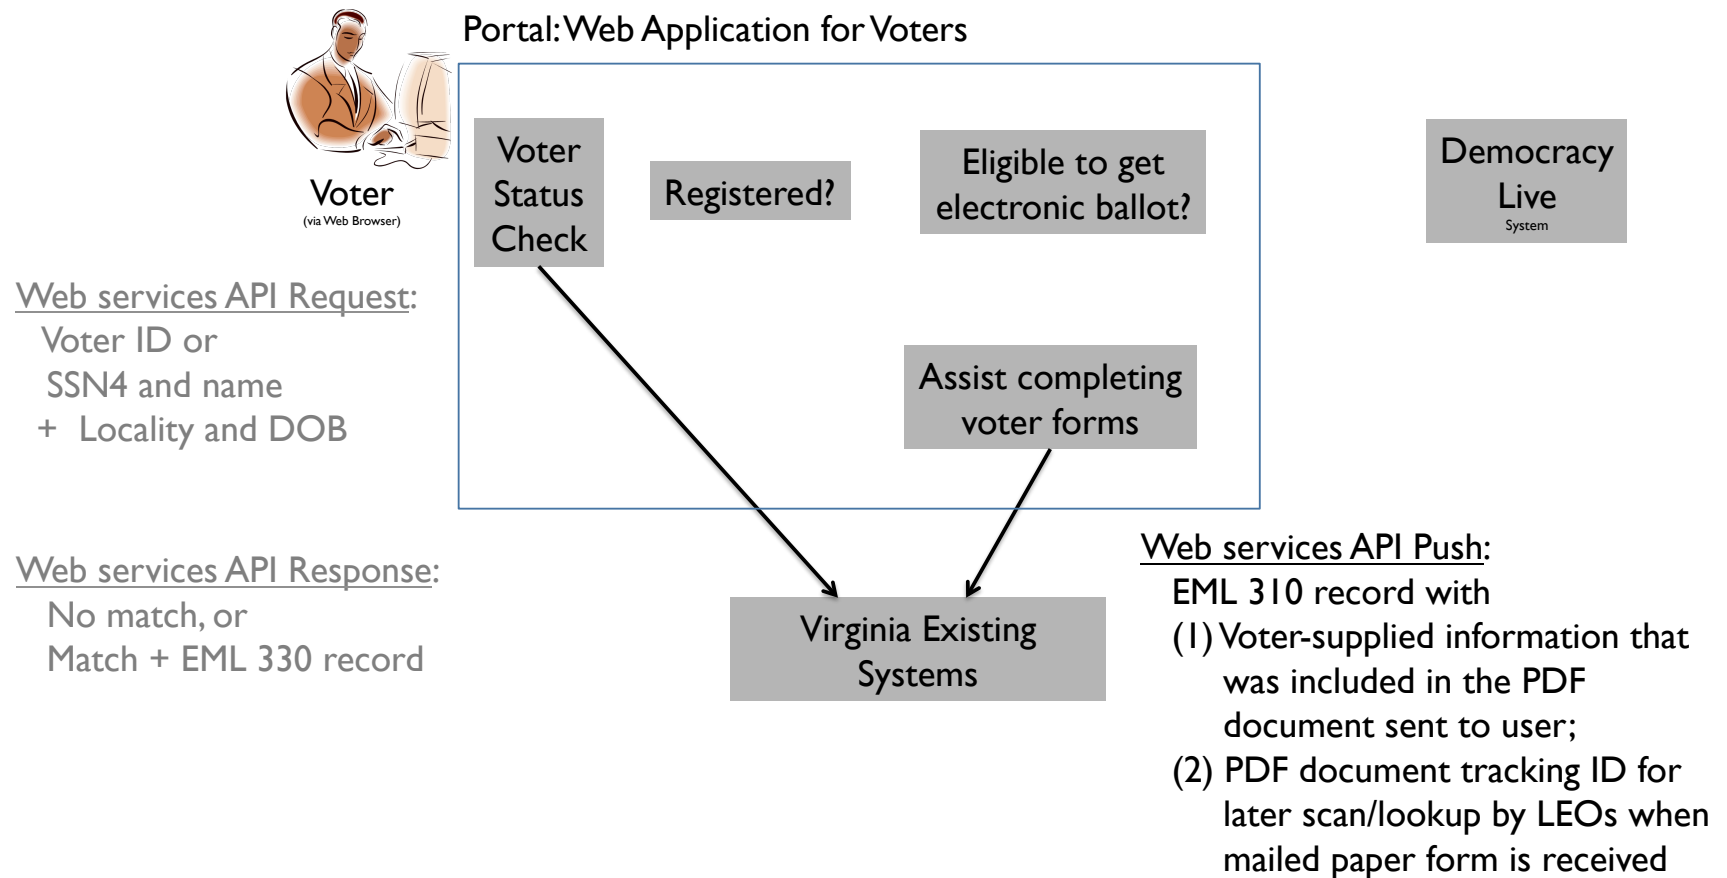 Portal: Web Application for Voters
Voter
(via Web Browser)
Voter
Status
Check
Registered?
Eligible to get
electronic ballot?
Democracy
Live
System
Web services API Request:
Voter ID or
SSN4 and name
+ Locality and DOB
Assist completing
voter forms
Web services API Response:
No match, or
Match + EML 330 record
Virginia Existing
Systems
Web services API Push:
EML 310 record with
(1) Voter-supplied information that
was included in the PDF
document sent to user;
(2) PDF document tracking ID for
later scan/lookup by LEOs when
mailed paper form is received